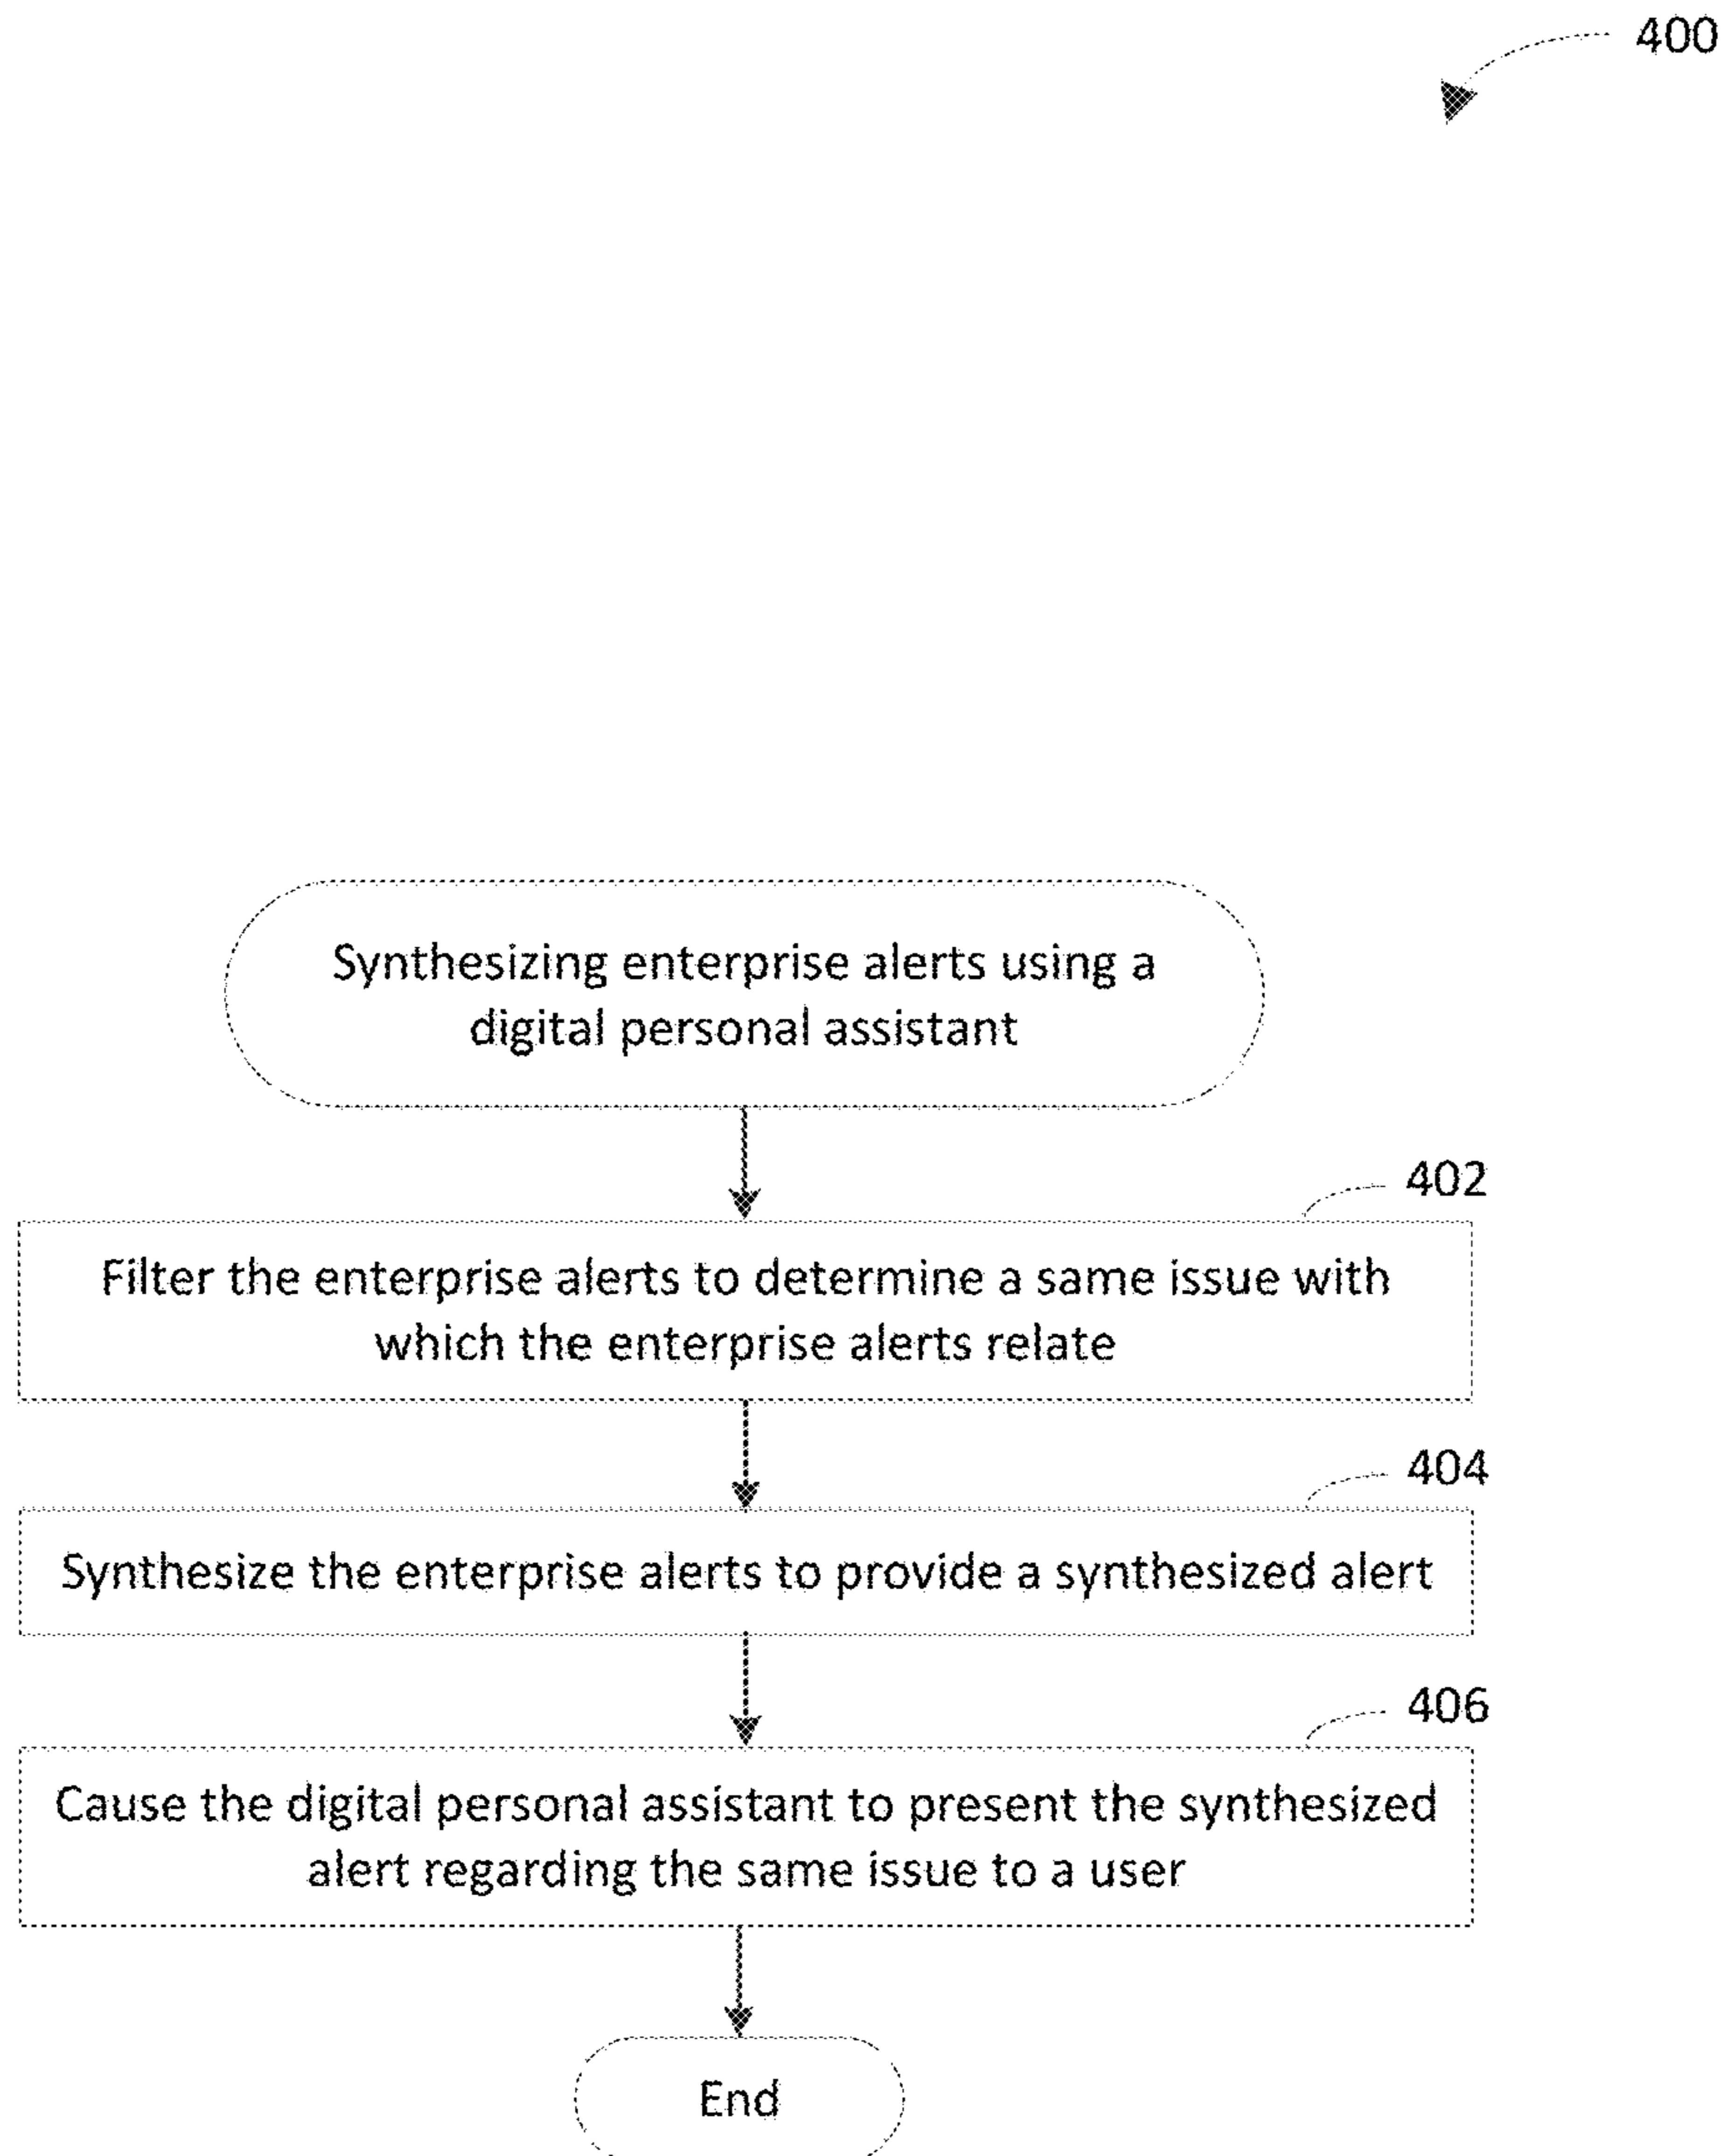 400
Synthesizing enterprise alerts using a
digital personal assistant
402
Filter the enterprise alerts to determine a same issue with
which the enterprise alerts relate
404
Synthesize the enterprise alerts to provide a synthesized alert
406
Cause the digital personal assistant to present the synthesized
alert regarding the same issue to a user
End